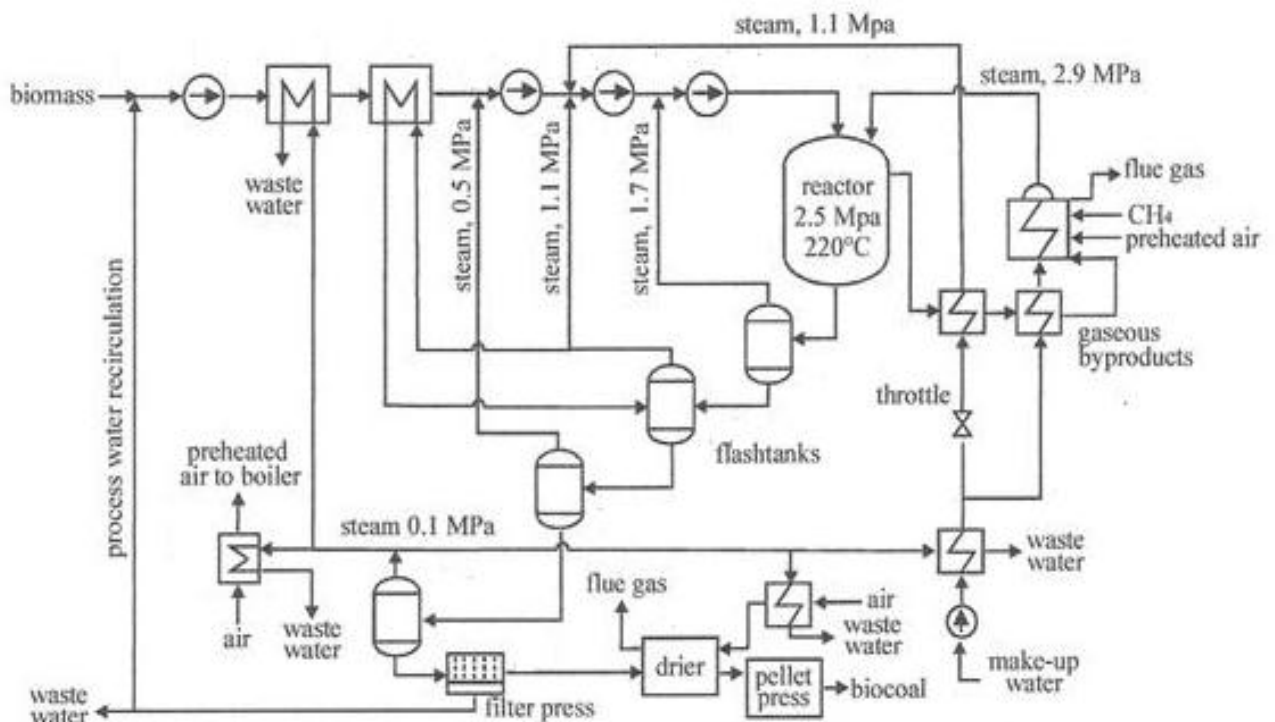 steam, 1.1 Mpa
steam, 2.9 MPa
biomass
steam, 0.5 MPa
steam, 1.1 MPa
steam, 1.7 MPa
waste
water
reactor
2.5 Mpa
220°C
flue gas
CH₄
preheated air
gaseous
byproducts
process water recirculation
throttle
flashtanks
preheated
air to boiler
steam 0.1 MPa
waste
water
flue gas
air
waste
water
air
waste
water
drier
pellet
press
biocoal
make-up
water
waste
water
filter press